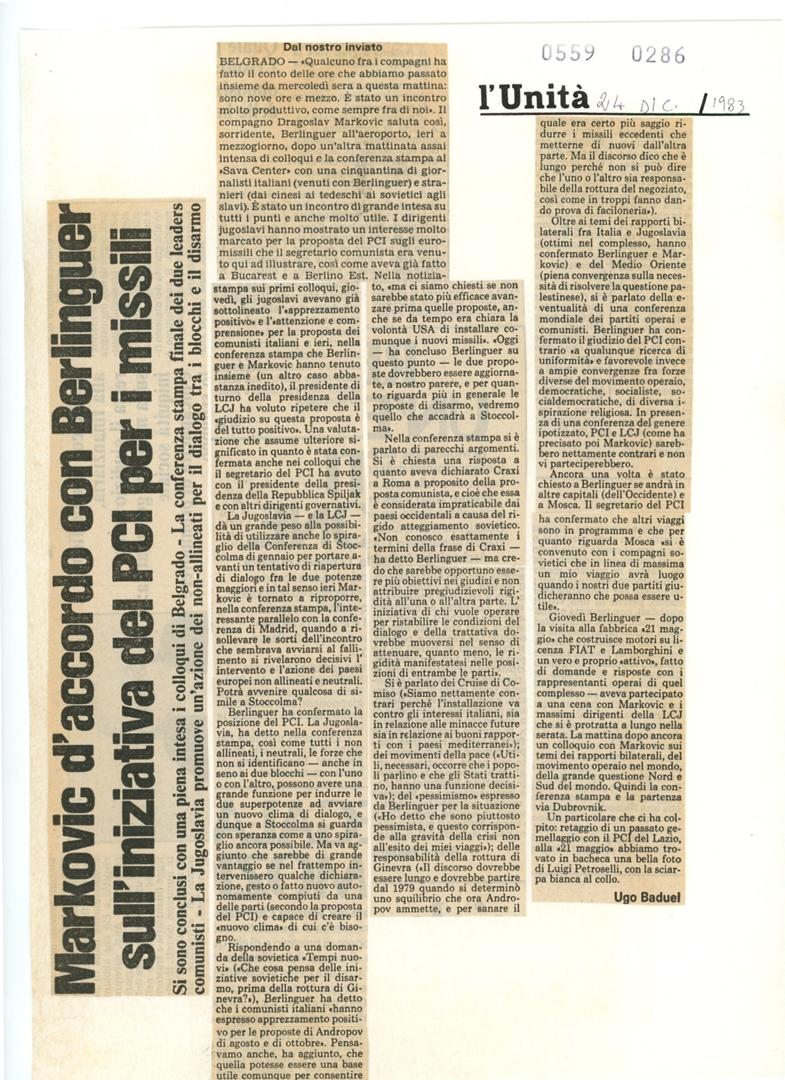 0559 0286
l'Unità 24 DIC. / 1983
Markovic d'accordo con Berlinguer
sull'iniziativa del PCI per i missili
Si sono conclusi con una piena intesa i colloqui di Belgrado - La conferenza stampa finale dei due leaders
comunisti - La Jugoslavia promuove un'azione dei non-allineati per il dialogo tra i blocchi e il disarmo
Dal nostro inviato
BELGRADO — «Qualcuno fra i compagni ha
fatto il conto delle ore che abbiamo passato
insieme da mercoledì sera a questa mattina:
sono nove ore e mezzo. È stato un incontro
molto produttivo, come sempre fra di noi». Il
compagno Dragoslav Markovic saluta così,
sorridente, Berlinguer all'aeroporto, ieri a
mezzogiorno, dopo un'altra mattinata assai
intensa di colloqui e la conferenza stampa al
«Sava Center» con una cinquantina di gior-
nalisti italiani (venuti con Berlinguer) e stra-
nieri (dai cinesi ai tedeschi ai sovietici agli
slavi). È stato un incontro di grande intesa su
tutti i punti e anche molto utile. I dirigenti
jugoslavi hanno mostrato un interesse molto
marcato per la proposta del PCI sugli euro-
missili che il segretario comunista era venu-
to qui ad illustrare, così come aveva già fatto
a Bucarest e a Berlino Est. Nella notizia-
stampa sui primi colloqui, gio-
vedì, gli jugoslavi avevano già
sottolineato l'«apprezzamento
positivo» e l'«attenzione e com-
prensione» per la proposta dei
comunisti italiani e ieri, nella
conferenza stampa che Berlin-
guer e Markovic hanno tenuto
insieme (un altro caso abba-
stanza inedito), il presidente di
turno della presidenza della
LCJ ha voluto ripetere che il
«giudizio su questa proposta è
del tutto positivo». Una valuta-
zione che assume ulteriore si-
gnificato in quanto è stata con-
fermata anche nei colloqui che
il segretario del PCI ha avuto
con il presidente della presi-
denza della Repubblica Spiljak
e con altri dirigenti governativi.
La Jugoslavia — e la LCJ —
dà un grande peso alla possibi-
lità di utilizzare anche lo spira-
glio della Conferenza di Stoc-
colma di gennaio per portare a-
vanti un tentativo di riapertura
di dialogo fra le due potenze
maggiori e in tal senso ieri Mar-
kovic è tornato a riproporre,
nella conferenza stampa, l'inte-
ressante parallelo con la confe-
renza di Madrid, quando a ri-
sollevare le sorti dell'incontro
che sembrava avviarsi al falli-
mento si rivelarono decisivi l'
intervento e l'azione dei paesi
europei non allineati e neutrali.
Potrà avvenire qualcosa di si-
mile a Stoccolma?
Berlinguer ha confermato la
posizione del PCI. La Jugosla-
via, ha detto nella conferenza
stampa, così come tutti i non
allineati, i neutrali, le forze che
non si identificano — anche in
seno ai due blocchi — con l'uno
o con l'altro, possono avere una
grande funzione per indurre le
due superpotenze ad avviare
un nuovo clima di dialogo, e
dunque a Stoccolma si guarda
con speranza come a uno spira-
glio ancora possibile. Ma va ag-
giunto che sarebbe di grande
vantaggio se nel frattempo in-
tervenissero qualche dichiara-
zione, gesto o fatto nuovo auto-
nomamente compiuti da una
delle parti (secondo la proposta
del PCI) e capace di creare il
«nuovo clima» di cui c'è biso-
gno.
Rispondendo a una doman-
da della sovietica «Tempi nuo-
vi» («Che cosa pensa delle ini-
ziative sovietiche per il disar-
mo, prima della rottura di Gi-
nevra?»), Berlinguer ha detto
che i comunisti italiani «hanno
espresso apprezzamento positi-
vo per le proposte di Andropov
di agosto e di ottobre». Pensa-
vamo anche, ha aggiunto, che
quella potesse essere una base
utile comunque per consentire
to, «ma ci siamo chiesti se non
sarebbe stato più efficace avan-
zare prima quelle proposte, an-
che se da tempo era chiara la
volontà USA di installare co-
munque i nuovi missili». «Oggi
— ha concluso Berlinguer su
questo punto — le due propo-
ste dovrebbero essere aggiorna-
te, a nostro parere, e per quan-
to riguarda più in generale le
proposte di disarmo, vedremo
quello che accadrà a Stoccol-
ma».
Nella conferenza stampa si è
parlato di parecchi argomenti.
Si è chiesta una risposta a
quanto aveva dichiarato Craxi
a Roma a proposito della pro-
posta comunista, e cioè che essa
è considerata impraticabile dai
paesi occidentali a causa del ri-
gido atteggiamento sovietico.
«Non conosco esattamente i
termini della frase di Craxi —
ha detto Berlinguer — ma cre-
do che sarebbe opportuno esse-
re più obiettivi nei giudizi e non
attribuire pregiudizievoli rigi-
dità all'una o all'altra parte. L'
iniziativa di chi vuole operare
per ristabilire le condizioni del
dialogo e della trattativa do-
vrebbe muoversi nel senso di
attenuare, quanto meno, le ri-
gidità manifestatesi nelle posi-
zioni di entrambe le parti».
Si è parlato dei Cruise di Co-
miso («Siamo nettamente con-
trari perché l'installazione va
contro gli interessi italiani, sia
in relazione alle minacce future
sia in relazione ai buoni rappor-
ti con i paesi mediterranei»);
dei movimenti della pace («Uti-
li, necessari, occorre che i popo-
li parlino e che gli Stati tratti-
no, hanno una funzione decisi-
va»); del «pessimismo» espresso
da Berlinguer per la situazione
(«Ho detto che sono piuttosto
pessimista, e questo corrispon-
de alla gravità della crisi non
all'esito dei miei viaggi»); delle
responsabilità della rottura di
Ginevra («Il discorso dovrebbe
essere lungo e dovrebbe partire
dal 1979 quando si determinò
uno squilibrio che ora Andro-
pov ammette, e per sanare il
quale era certo più saggio ri-
durre i missili eccedenti che
metterne di nuovi dall'altra
parte. Ma il discorso dico che è
lungo perché non si può dire
che l'uno o l'altro sia responsa-
bile della rottura del negoziato,
così come in troppi fanno dan-
do prova di faciloneria»).
Oltre ai temi dei rapporti bi-
laterali fra Italia e Jugoslavia
(ottimi nel complesso, hanno
confermato Berlinguer e Mar-
kovic) e del Medio Oriente
(piena convergenza sulla neces-
sità di risolvere la questione pa-
lestinese), si è parlato della e-
ventualità di una conferenza
mondiale dei partiti operai e
comunisti. Berlinguer ha con-
fermato il giudizio del PCI con-
trario «a qualunque ricerca di
uniformità» e favorevole invece
a ampie convergenze fra forze
diverse del movimento operaio,
democratiche, socialiste, so-
cialdemocratiche, di diversa i-
spirazione religiosa. In presen-
za di una conferenza del genere
ipotizzato, PCI e LCJ (come ha
precisato poi Markovic) sareb-
bero nettamente contrari e non
vi parteciperebbero.
Ancora una volta è stato
chiesto a Berlinguer se andrà in
altre capitali (dell'Occidente) e
a Mosca. Il segretario del PCI
ha confermato che altri viaggi
sono in programma e che per
quanto riguarda Mosca «si è
convenuto con i compagni so-
vietici che in linea di massima
un mio viaggio avrà luogo
quando i nostri due partiti giu-
dicheranno che possa essere u-
tile».
Giovedì Berlinguer — dopo
la visita alla fabbrica «21 mag-
gio» che costruisce motori su li-
cenza FIAT e Lamborghini e
un vero e proprio «attivo», fatto
di domande e risposte con i
rappresentanti operai di quel
complesso — aveva partecipato
a una cena con Markovic e i
massimi dirigenti della LCJ
che si è protratta a lungo nella
serata. La mattina dopo ancora
un colloquio con Markovic sui
temi dei rapporti bilaterali, del
movimento operaio nel mondo,
della grande questione Nord e
Sud del mondo. Quindi la con-
ferenza stampa e la partenza
via Dubrovnik.
Un particolare che ci ha col-
pito: retaggio di un passato ge-
mellaggio con il PCI del Lazio,
alla «21 maggio» abbiamo tro-
vato in bacheca una bella foto
di Luigi Petroselli, con la sciar-
pa bianca al collo.
Ugo Baduel